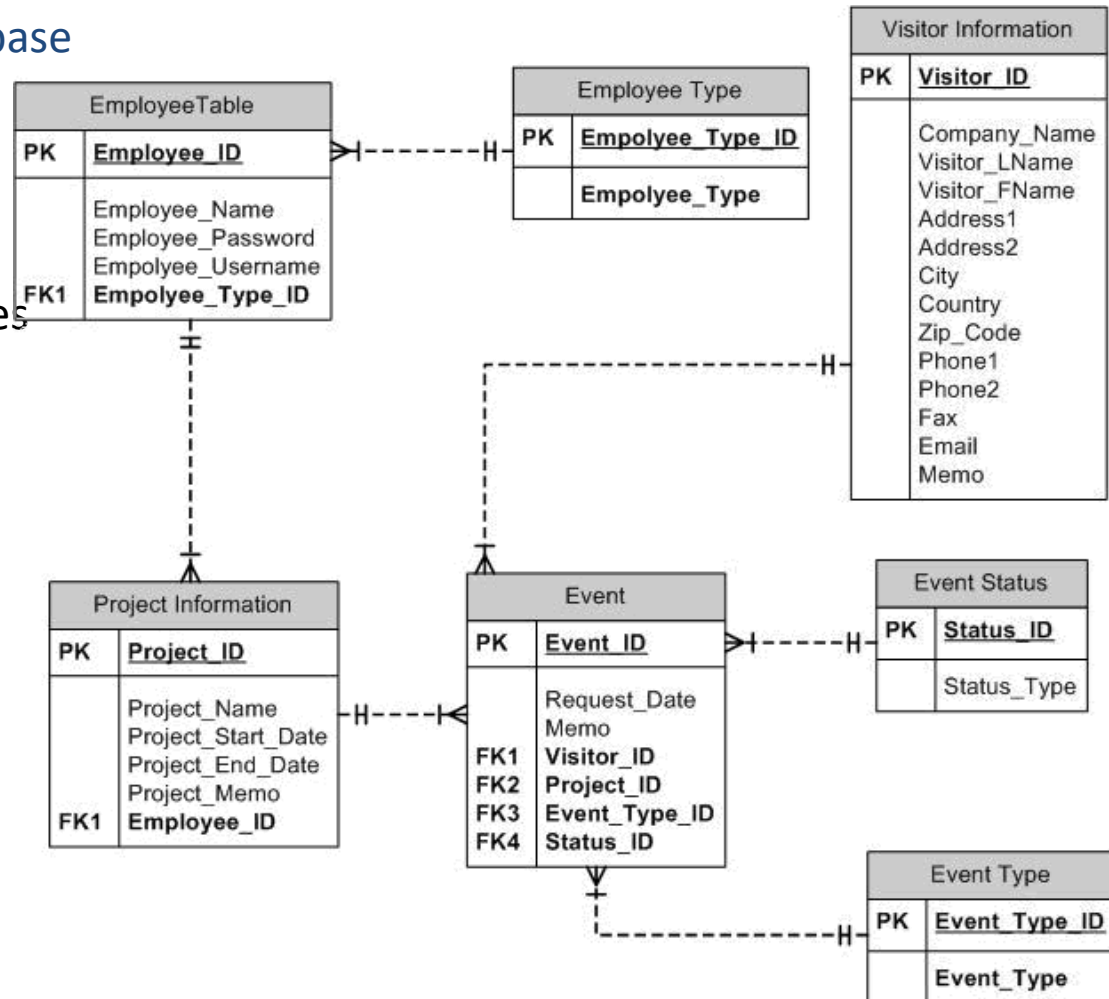 base
EmployeeTable
PK Employee_ID
Employee_Name
Employee_Password
Empolyee_Username
FK1 Empolyee_Type_ID
es
Employee Type
PK Empolyee_Type_ID
Empolyee_Type
Visitor Information
PK Visitor_ID
Company_Name
Visitor_LName
Visitor_FName
Address1
Address2
City
Country
Zip_Code
Phone1
Phone2
Fax
Email
Memo
Project Information
PK Project_ID
Project_Name
Project_Start_Date
Project_End_Date
Project_Memo
FK1 Employee_ID
Event
PK Event_ID
Request_Date
Memo
FK1 Visitor_ID
FK2 Project_ID
FK3 Event_Type_ID
FK4 Status_ID
Event Status
PK Status_ID
Status_Type
Event Type
PK Event_Type_ID
Event_Type